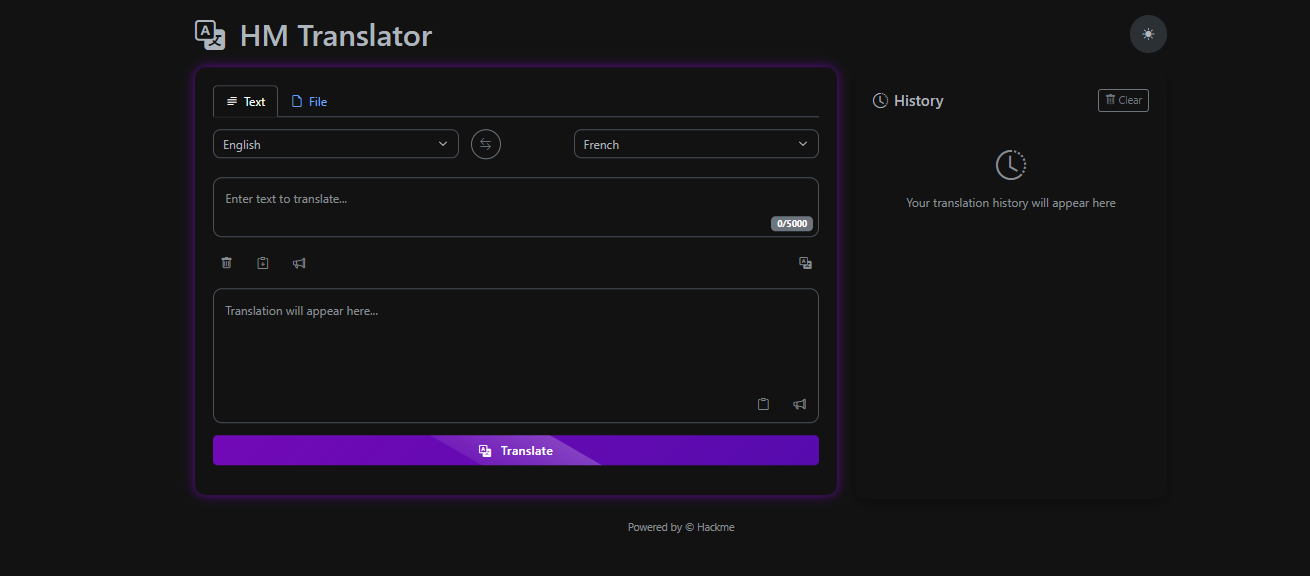 HM Translator
Text File
English French
Enter text to translate...
0/5000
Translation will appear here...
Translate
History Clear
Your translation history will appear here
Powered by © Hackme